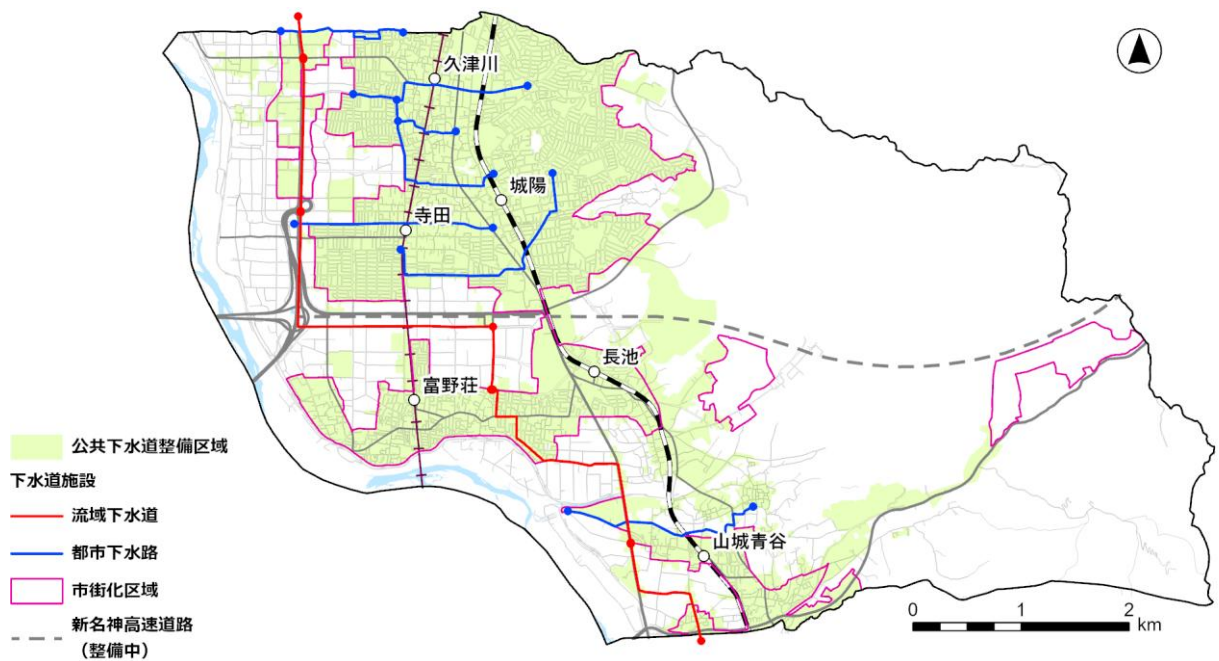 久津川
城陽
寺田
長池
富野荘
山城青谷
公共下水道整備区域
下水道施設
流域下水道
都市下水路
市街化区域
新名神高速道路
（整備中）
0 1 2
km